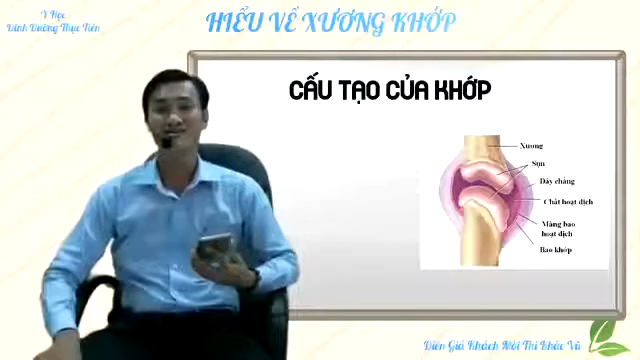 Y Học
Dinh Dưỡng Thực Tiễn
HIỂU VỀ XƯƠNG KHỚP
CẤU TẠO CỦA KHỚP
Xương
Sụn
Dây chằng
Chất hoạt dịch
Màng bao
hoạt dịch
Bao khớp
Diễn Giả Khách Mời Thi Khắc Vũ